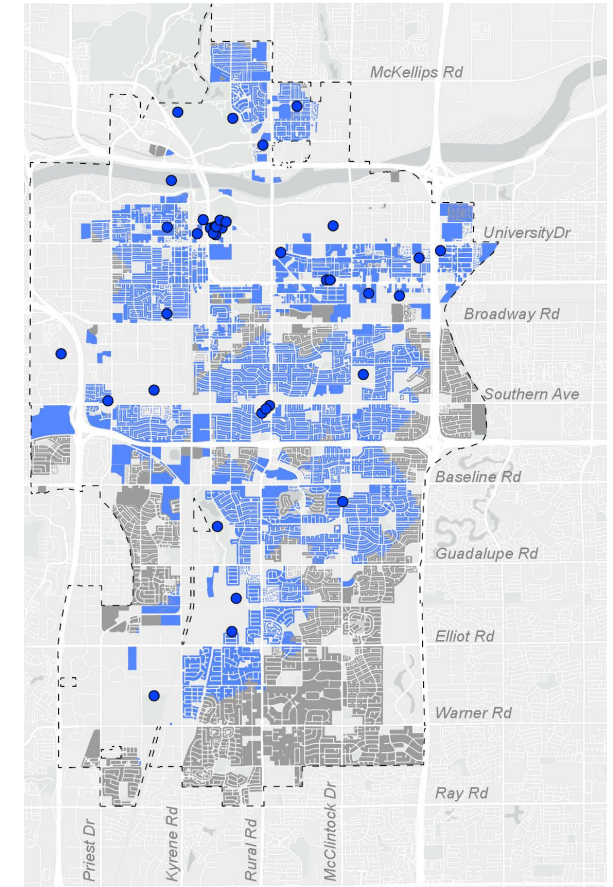 McKellips Rd
UniversityDr
Broadway Rd
Southern Ave
Baseline Rd
Guadalupe Rd
Elliot Rd
Warner Rd
Ray Rd
Priest Dr
Kyrene Rd
Rural Rd
McClintock Dr